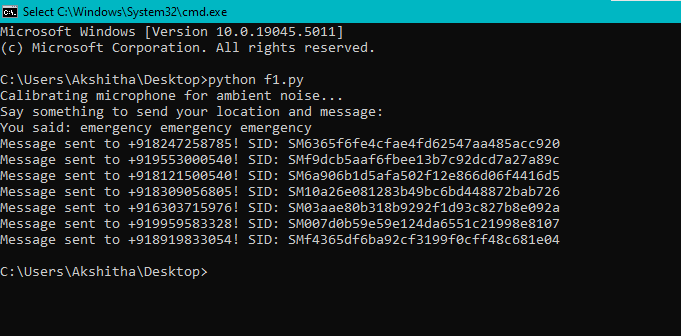 Select C:\Windows\System32\cmd.exe
Microsoft Windows [Version 10.0.19045.5011]
(c) Microsoft Corporation. All rights reserved.
C:\Users\Akshitha\Desktop>python f1.py
Calibrating microphone for ambient noise...
Say something to send your location and message:
You said: emergency emergency emergency
Message sent to +918247258785! SID: SM6365f6fe4cfae4fd62547aa485acc920
Message sent to +919553000540! SID: SMf9dcb5aaf6fbee13b7c92dcd7a27a89c
Message sent to +918121500540! SID: SM6a906b1d5afa502f12e866d06f4416d5
Message sent to +918309056805! SID: SM10a26e081283b49bc6bd448872bab726
Message sent to +916303715976! SID: SM03aae80b318b9292f1d93c827b8e092a
Message sent to +919959583328! SID: SM007d0b59e59e124da6551c21998e8107
Message sent to +918919833054! SID: SMf4365df6ba92cf3199f0cff48c681e04
C:\Users\Akshitha\Desktop>